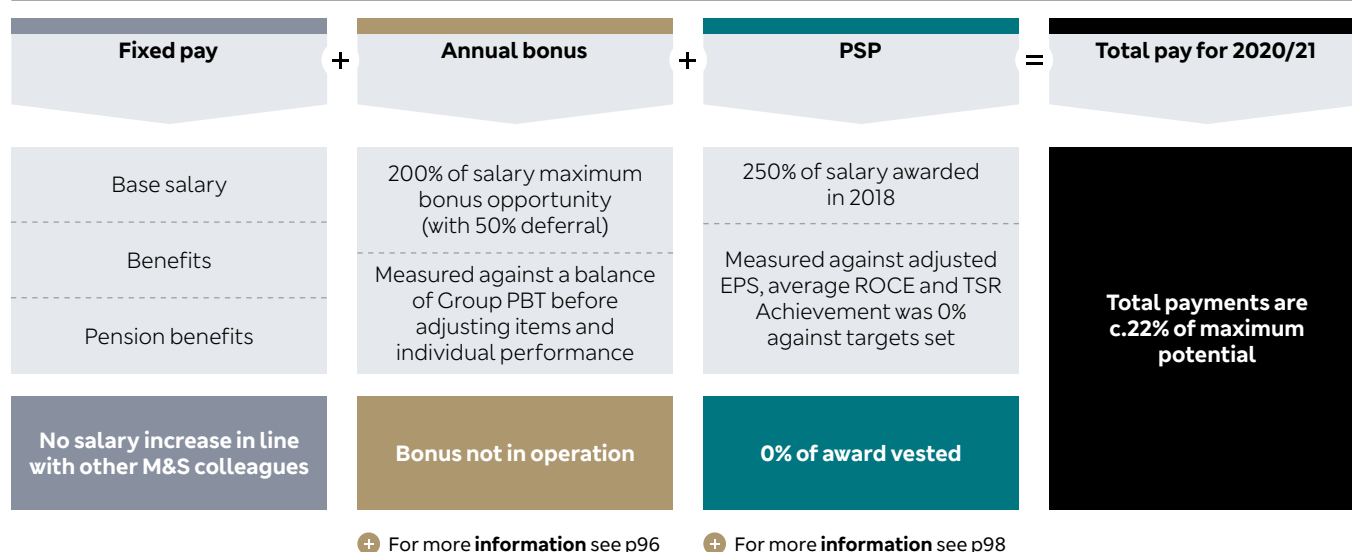 Fixed pay
+
Annual bonus
+
PSP
=
Total pay for 2020/21
Base salary
Benefits
Pension benefits
No salary increase in line
with other M&S colleagues
200% of salary maximum
bonus opportunity
(with 50% deferral)
Measured against a balance
of Group PBT before
adjusting items and
individual performance
Bonus not in operation
+ For more information see p96
250% of salary awarded
in 2018
Measured against adjusted
EPS, average ROCE and TSR
Achievement was 0%
against targets set
0% of award vested
+ For more information see p98
Total payments are
c.22% of maximum
potential